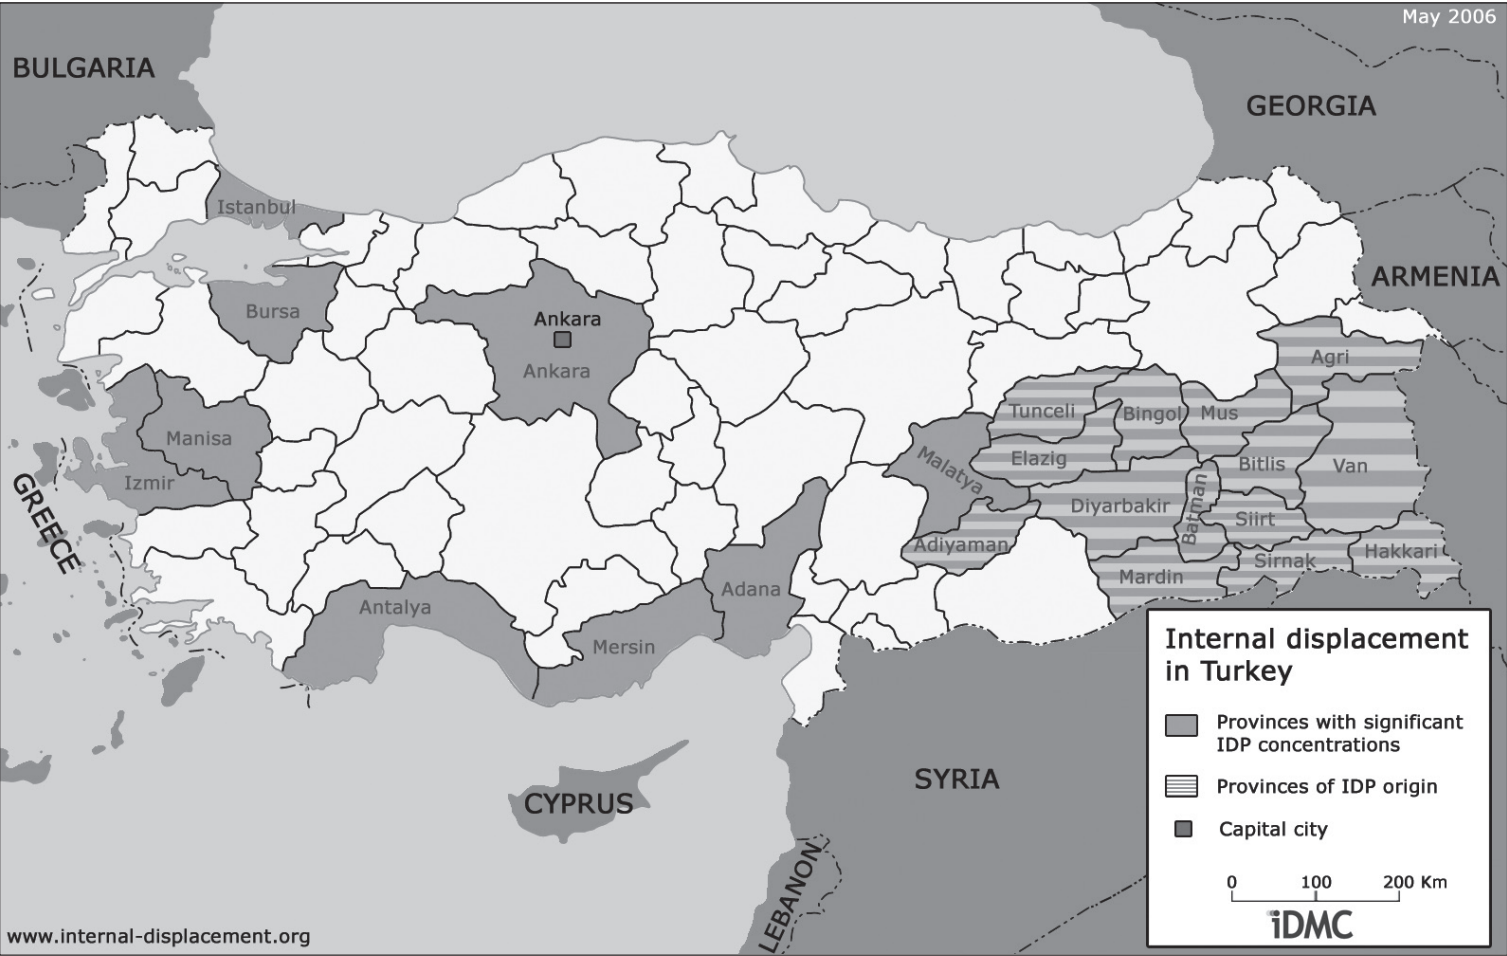 May 2006
BULGARIA
GEORGIA
Istanbul
ARMENIA
Bursa
Ankara
Ankara
Agri
Tunceli
Bingol
Mus
Manisa
Malatya
Elazig
Bitlis
Van
Izmir
Diyarbakir
Batman
Siirt
GREECE
Adiyaman
Sirnak
Hakkari
Mardin
Adana
Antalya
Mersin
CYPRUS
SYRIA
LEBANON
Internal displacement
in Turkey
Provinces with significant
IDP concentrations
Provinces of IDP origin
Capital city
0 100 200 Km
iDMC
www.internal-displacement.org